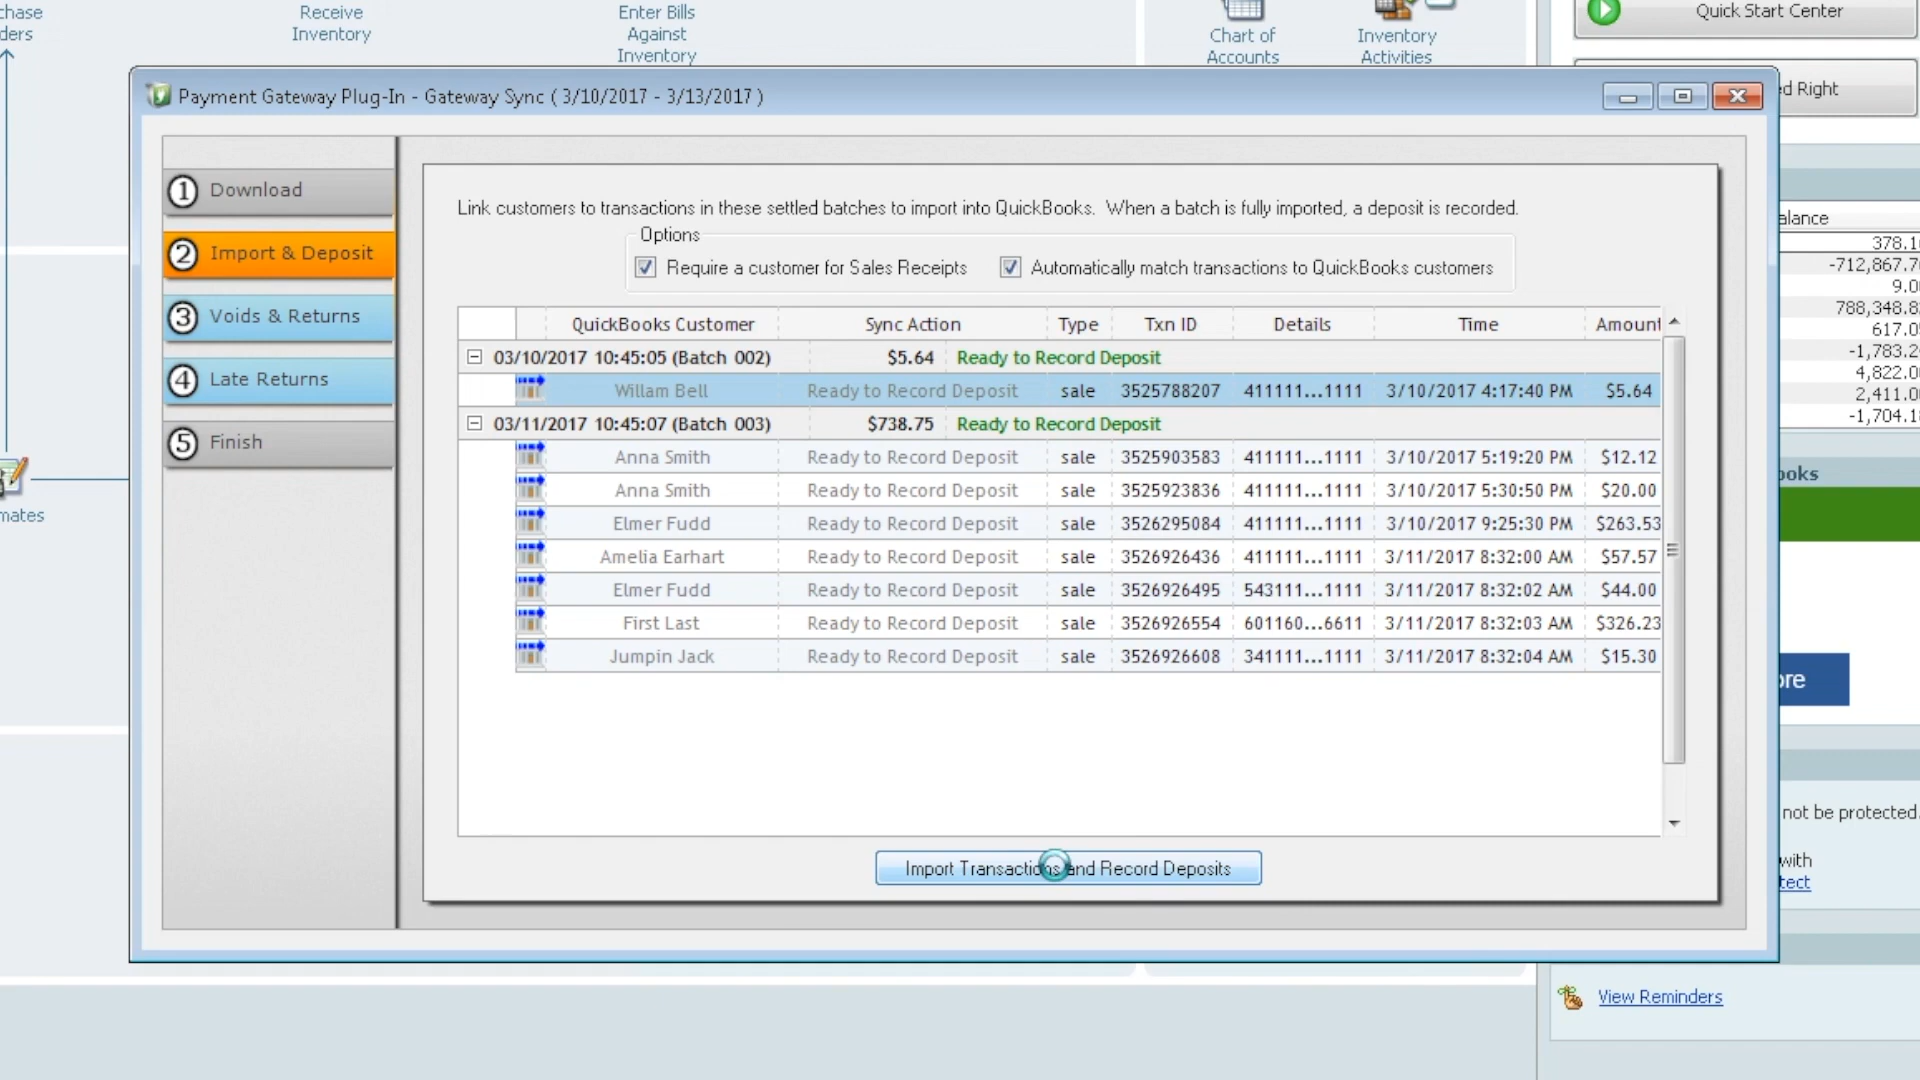 chase
ders
Receive
Inventory
Enter Bills
Against
Inventory
Chart of
Accounts
Inventory
Activities
Quick Start Center
ed Right
Payment Gateway Plug-In - Gateway Sync ( 3/10/2017 - 3/13/2017 )
1 Download
2 Import & Deposit
3 Voids & Returns
4 Late Returns
5 Finish
Link customers to transactions in these settled batches to import into QuickBooks. When a batch is fully imported, a deposit is recorded.
Options
Require a customer for Sales Receipts
Automatically match transactions to QuickBooks customers
QuickBooks Customer Sync Action Type Txn ID Details Time Amount
03/10/2017 10:45:05 (Batch 002) $5.64 Ready to Record Deposit
Willam Bell Ready to Record Deposit sale 3525788207 411111...1111 3/10/2017 4:17:40 PM $5.64
03/11/2017 10:45:07 (Batch 003) $738.75 Ready to Record Deposit
Anna Smith Ready to Record Deposit sale 3525903583 411111...1111 3/10/2017 5:19:20 PM $12.12
Anna Smith Ready to Record Deposit sale 3525923836 411111...1111 3/10/2017 5:30:50 PM $20.00
Elmer Fudd Ready to Record Deposit sale 3526295084 411111...1111 3/10/2017 9:25:30 PM $263.53
Amelia Earhart Ready to Record Deposit sale 3526926436 411111...1111 3/11/2017 8:32:00 AM $57.57
Elmer Fudd Ready to Record Deposit sale 3526926495 543111...1111 3/11/2017 8:32:02 AM $44.00
First Last Ready to Record Deposit sale 3526926554 601160...6611 3/11/2017 8:32:03 AM $326.23
Jumpin Jack Ready to Record Deposit sale 3526926608 341111...1111 3/11/2017 8:32:04 AM $15.30
Import Transactions and Record Deposits
mates
alance
378.1
-712,867.7
9.0
788,348.8
617.0
-1,783.2
4,822.0
2,411.0
-1,704.1
ooks
ore
not be protected.
with
tect
View Reminders